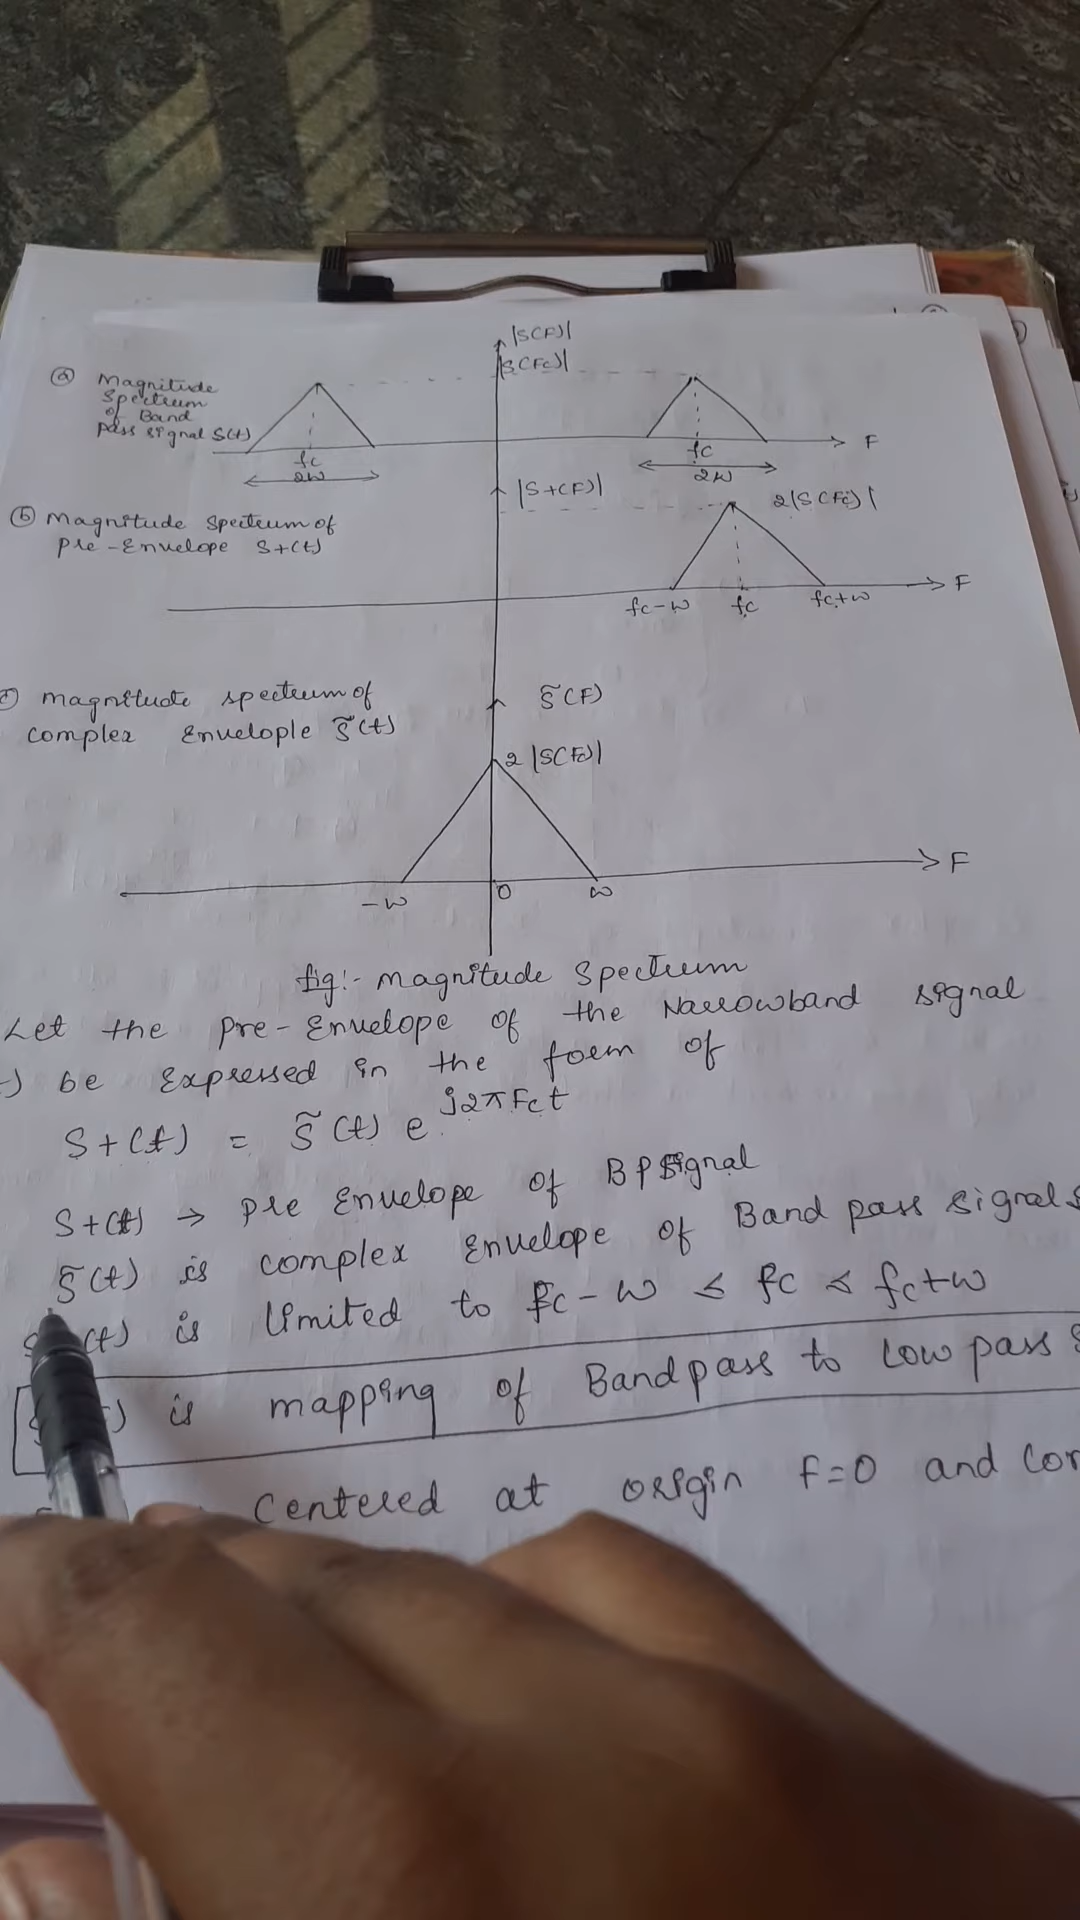 |S(F)|
|S(Fc)|
(a) Magnitude
Spectrum
of Band
pass signal S(t)
fc
2W
fc
2W
F
|S+(F)|
2|S(Fc)|
(b) Magnitude spectrum of
pre-Envelope S+(t)
fc-W
fc
fc+W
F
magnitude spectrum of
complex Envelople S̃(t)
S̃(F)
2|S(Fc)|
-W
0
W
F
fig:- magnitude spectrum
Let the pre-Envelope of the Narrowband signal
be Expressed in the form of
S+(t) = S̃(t) e^j2πFct
S+(t) → pre Envelope of BP signal
S̃(t) is complex Envelope of Band pass signal
(t) is limited to fc-W ≤ fc ≤ fc+W
is mapping of Bandpass to Low pass
centered at origin F=0 and